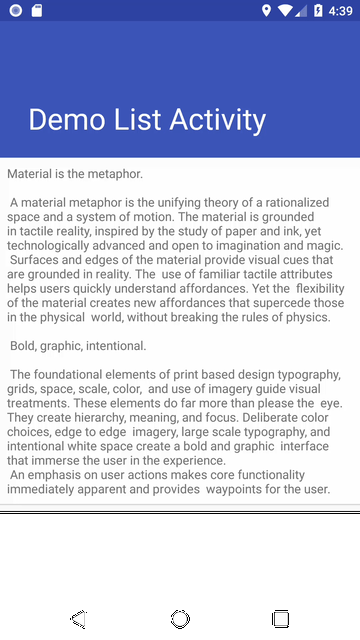 4:39
Demo List Activity
Material is the metaphor.
A material metaphor is the unifying theory of a rationalized
space and a system of motion. The material is grounded
in tactile reality, inspired by the study of paper and ink, yet
technologically advanced and open to imagination and magic.
Surfaces and edges of the material provide visual cues that
are grounded in reality. The  use of familiar tactile attributes
helps users quickly understand affordances. Yet the  flexibility
of the material creates new affordances that supercede those
in the physical  world, without breaking the rules of physics.
Bold, graphic, intentional.
The foundational elements of print based design typography,
grids, space, scale, color,  and use of imagery guide visual
treatments. These elements do far more than please the  eye.
They create hierarchy, meaning, and focus. Deliberate color
choices, edge to edge  imagery, large scale typography, and
intentional white space create a bold and graphic  interface
that immerse the user in the experience.
An emphasis on user actions makes core functionality
immediately apparent and provides  waypoints for the user.